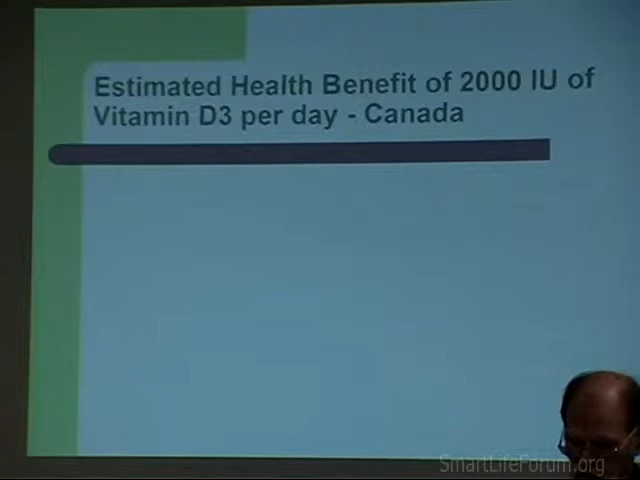 Estimated Health Benefit of 2000 IU of
Vitamin D3 per day - Canada
SmartLifeForum.org